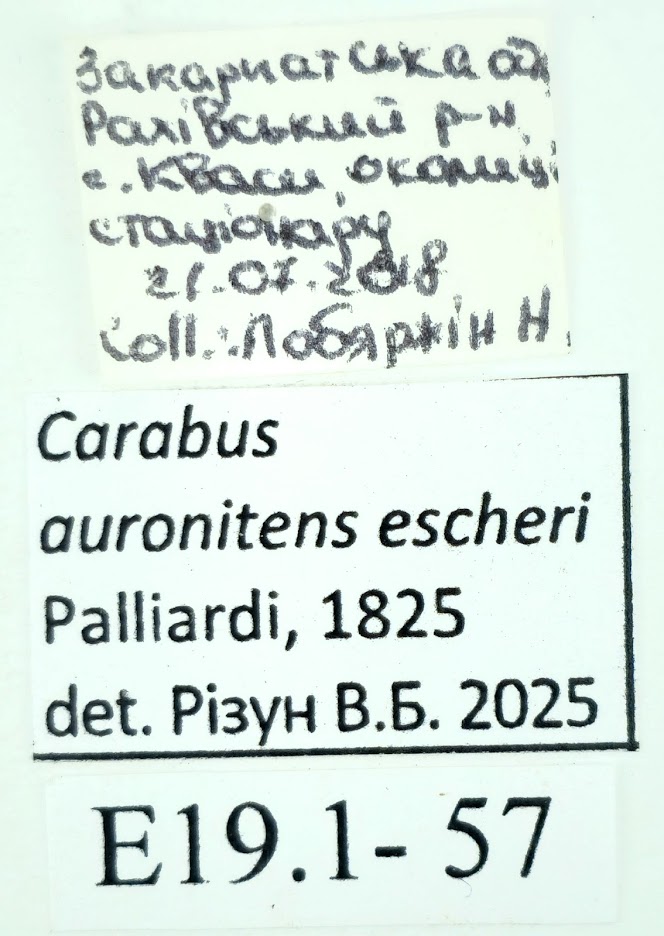 Закарпатська обл
Рахівський р-н,
с. Кваси, околиці
стаціонару
21.07.2018
Coll.: Лобяркін Н.
Carabus
auronitens escheri
Palliardi, 1825
det. Різун В.Б. 2025
E19.1- 57